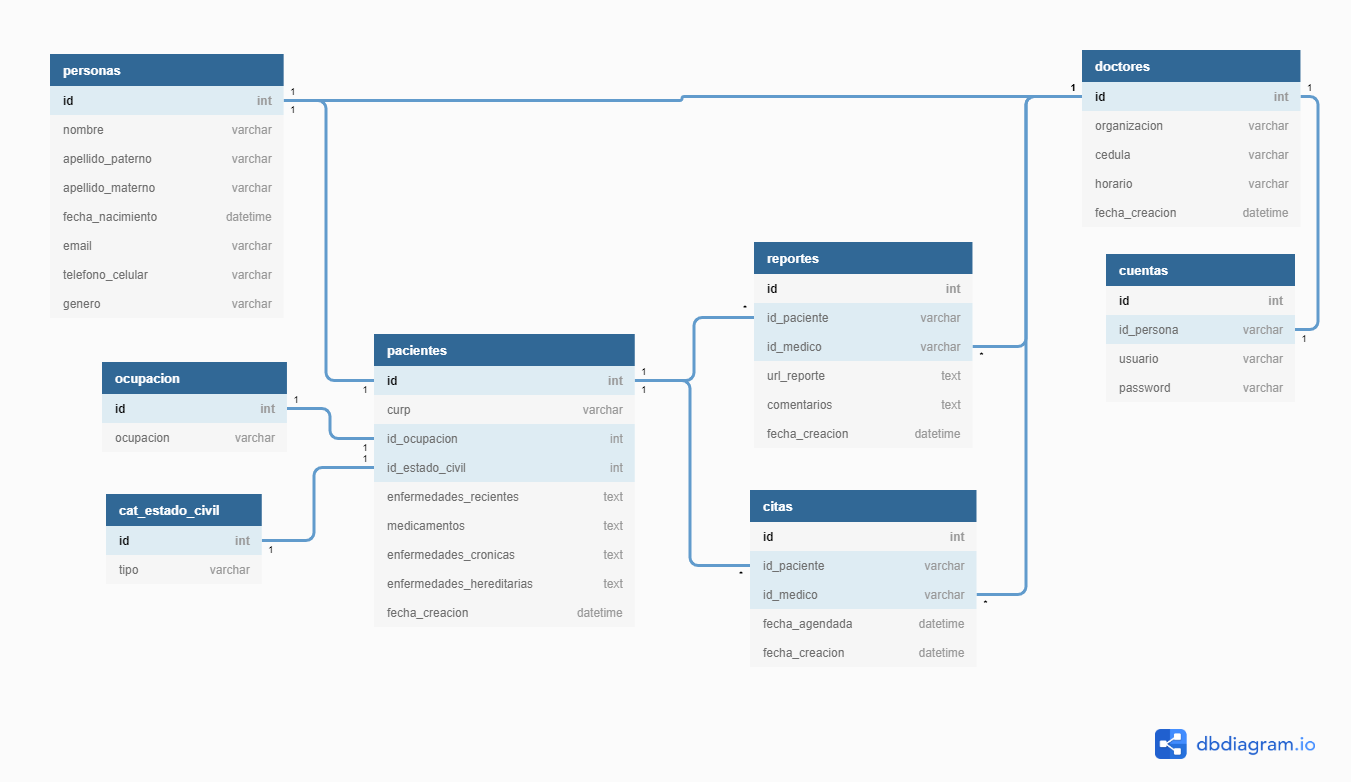 personas
id int
nombre varchar
apellido_paterno varchar
apellido_materno varchar
fecha_nacimiento datetime
email varchar
telefono_celular varchar
genero varchar
1
1
ocupacion
id int
ocupacion varchar
1
cat_estado_civil
id int
tipo varchar
1
pacientes
id int
curp varchar
id_ocupacion int
id_estado_civil int
enfermedades_recientes text
medicamentos text
enfermedades_cronicas text
enfermedades_hereditarias text
fecha_creacion datetime
1
1
1
1
1
reportes
id int
id_paciente varchar
id_medico varchar
url_reporte text
comentarios text
fecha_creacion datetime
*
*
citas
id int
id_paciente varchar
id_medico varchar
fecha_agendada datetime
fecha_creacion datetime
*
*
doctores
id int
organizacion varchar
cedula varchar
horario varchar
fecha_creacion datetime
1
1
cuentas
id int
id_persona varchar
usuario varchar
password varchar
1
dbdiagram.io